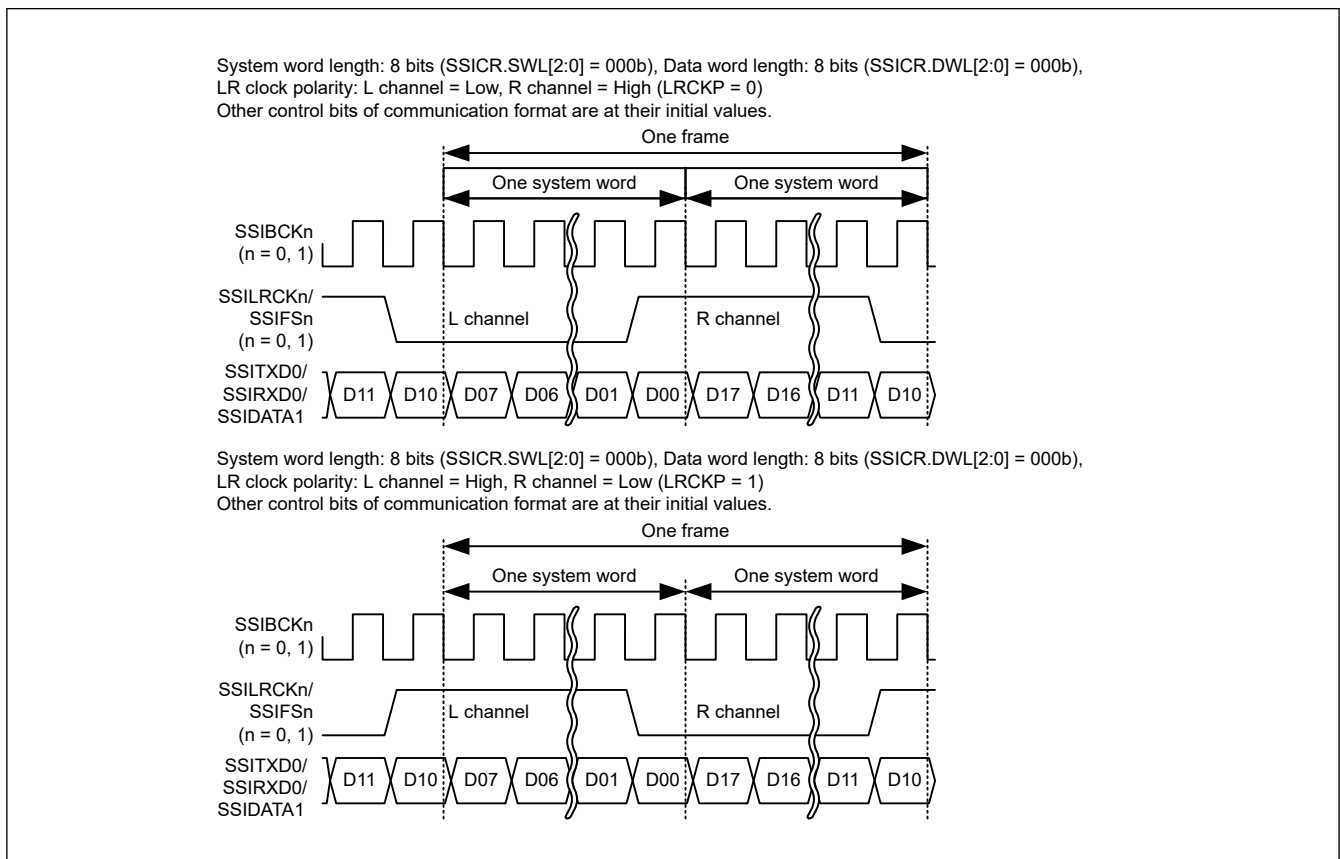 System word length: 8 bits (SSICR.SWL[2:0] = 000b), Data word length: 8 bits (SSICR.DWL[2:0] = 000b),
LR clock polarity: L channel = Low, R channel = High (LRCKP = 0)
Other control bits of communication format are at their initial values.
One frame
One system word One system word
SSIBCKn
(n = 0, 1)
SSILRCKn/
SSIFSn
(n = 0, 1)
L channel R channel
SSITXD0/
SSIRXD0/
SSIDATA1
D11 D10 D07 D06 D01 D00 D17 D16 D11 D10
System word length: 8 bits (SSICR.SWL[2:0] = 000b), Data word length: 8 bits (SSICR.DWL[2:0] = 000b),
LR clock polarity: L channel = High, R channel = Low (LRCKP = 1)
Other control bits of communication format are at their initial values.
One frame
One system word One system word
SSIBCKn
(n = 0, 1)
SSILRCKn/
SSIFSn
(n = 0, 1)
L channel R channel
SSITXD0/
SSIRXD0/
SSIDATA1
D11 D10 D07 D06 D01 D00 D17 D16 D11 D10